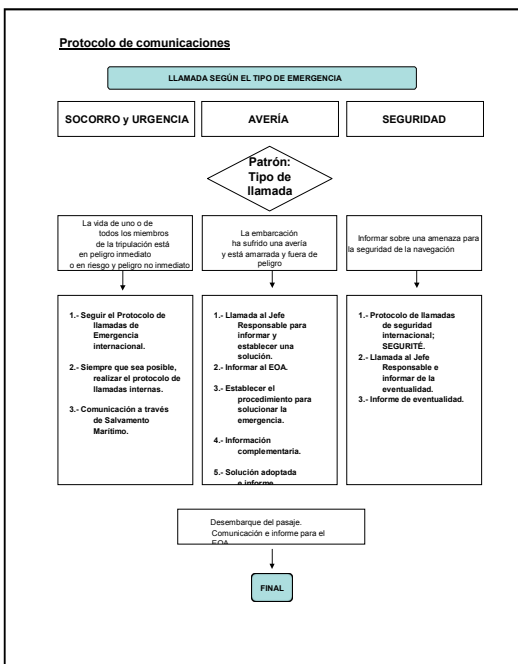 Protocolo de comunicaciones
LLAMADA SEGÚN EL TIPO DE EMERGENCIA
SOCORRO y URGENCIA
AVERÍA
SEGURIDAD
Patrón:
Tipo de
llamada
La vida de uno o de
todos los miembros
de la tripulación está
en peligro inmediato
o en riesgo y peligro no inmediato
La embarcación
ha sufrido una avería
y está amarrada y fuera de
peligro
Informar sobre una amenaza para
la seguridad de la navegación
1.- Seguir el Protocolo de
llamadas de
Emergencia
internacional.
2.- Siempre que sea posible,
realizar el protocolo de
llamadas internas.
3.- Comunicación a través
de Salvamento
Marítimo.
1.- Llamada al Jefe
Responsable para
informar y
establecer una
solución.
2.- Informar al EOA.
3.- Establecer el
procedimiento para
solucionar la
emergencia.
4.- Información
complementaria.
5.- Solución adoptada
e informe
1.- Protocolo de llamadas
de seguridad
internacional;
SEGURITÉ.
2.- Llamada al Jefe
Responsable e
informar de la
eventualidad.
3.- Informe de eventualidad.
Desembarque del pasaje.
Comunicación e informe para el
EOA
FINAL